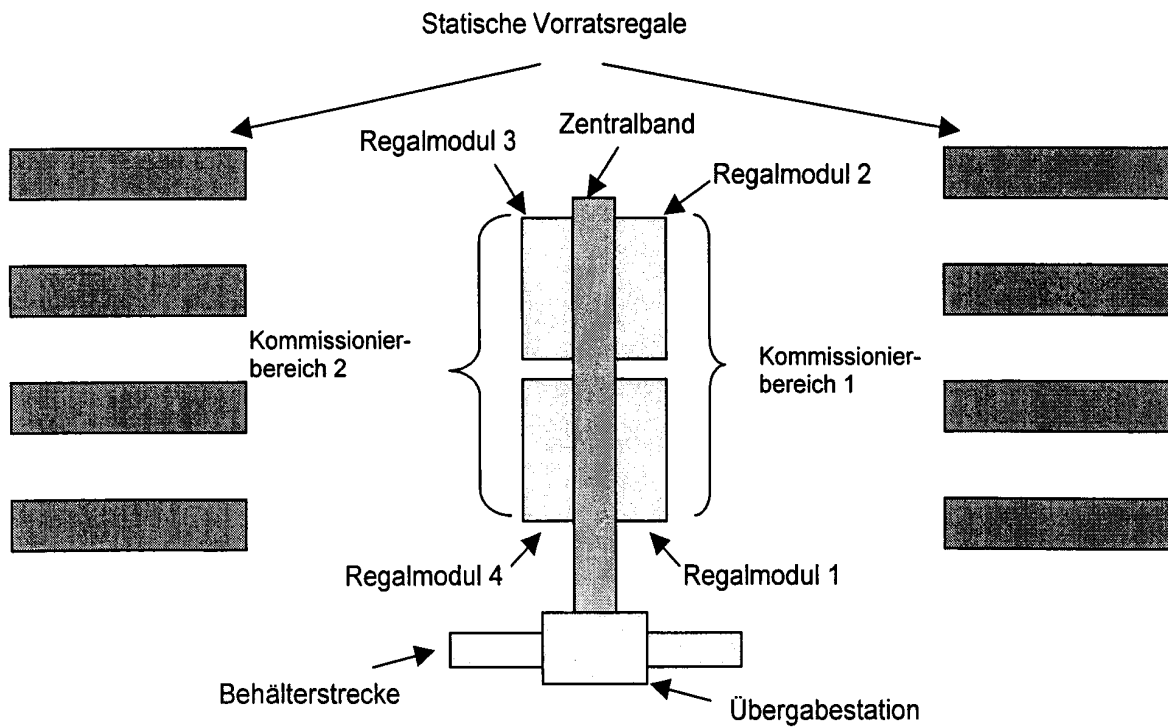 Statische Vorratsregale
Zentralband
Regalmodul 3
Regalmodul 2
Kommissionier-
bereich 2
Kommissionier-
bereich 1
Regalmodul 4
Regalmodul 1
Behälterstrecke
Übergabestation